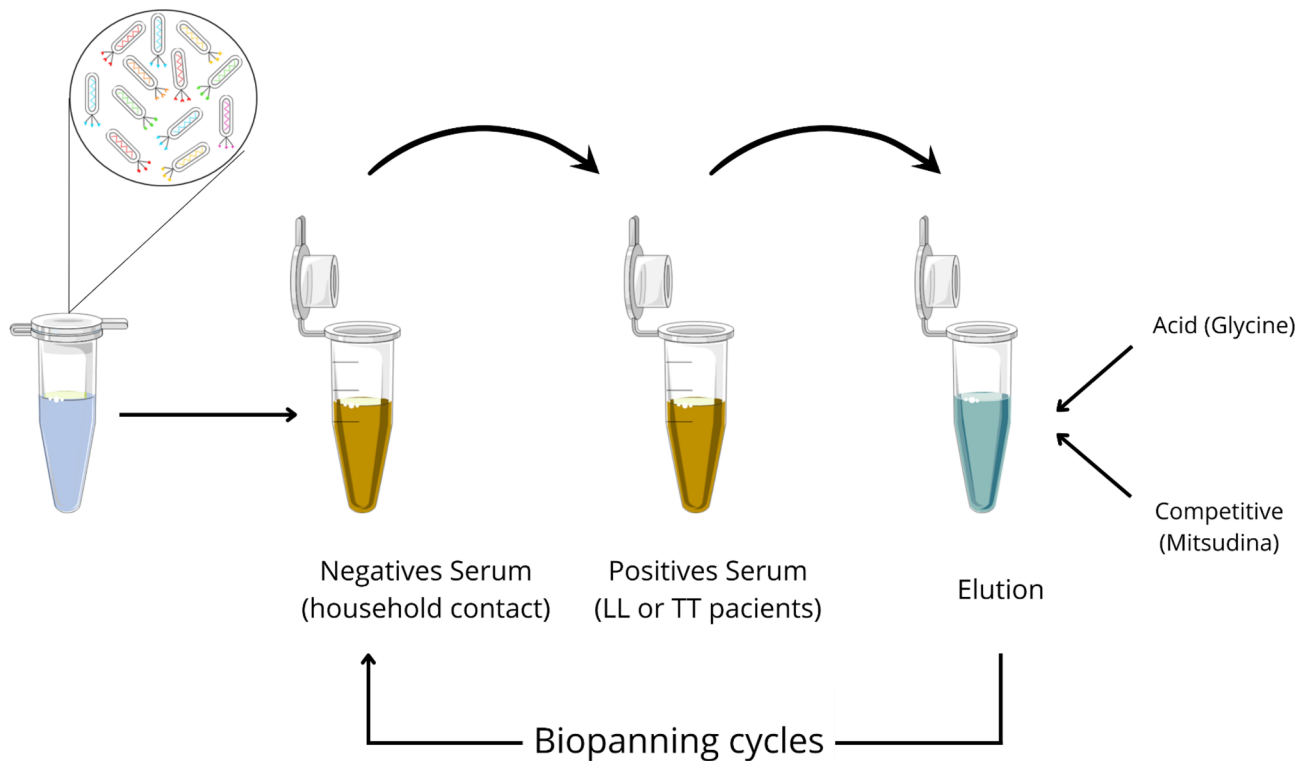 Acid (Glycine)
Competitive
(Mitsudina)
Negatives Serum
(household contact)
Positives Serum
(LL or TT pacients)
Elution
Biopanning cycles